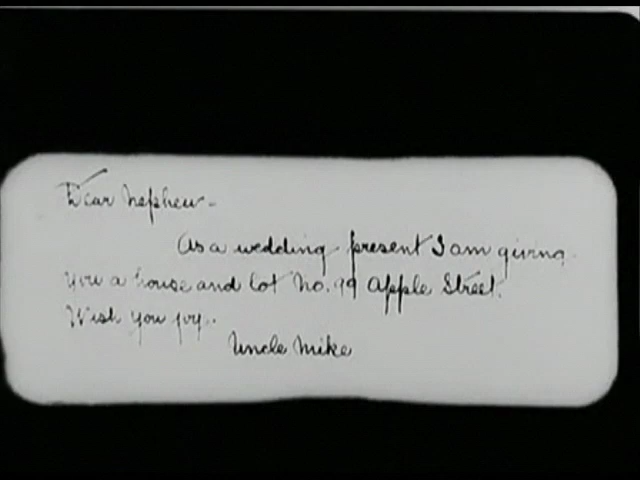 Dear Nephew-
As a wedding present I am giving
you a house and lot No. 99 Apple Street.
Wish you joy..
Uncle Mike